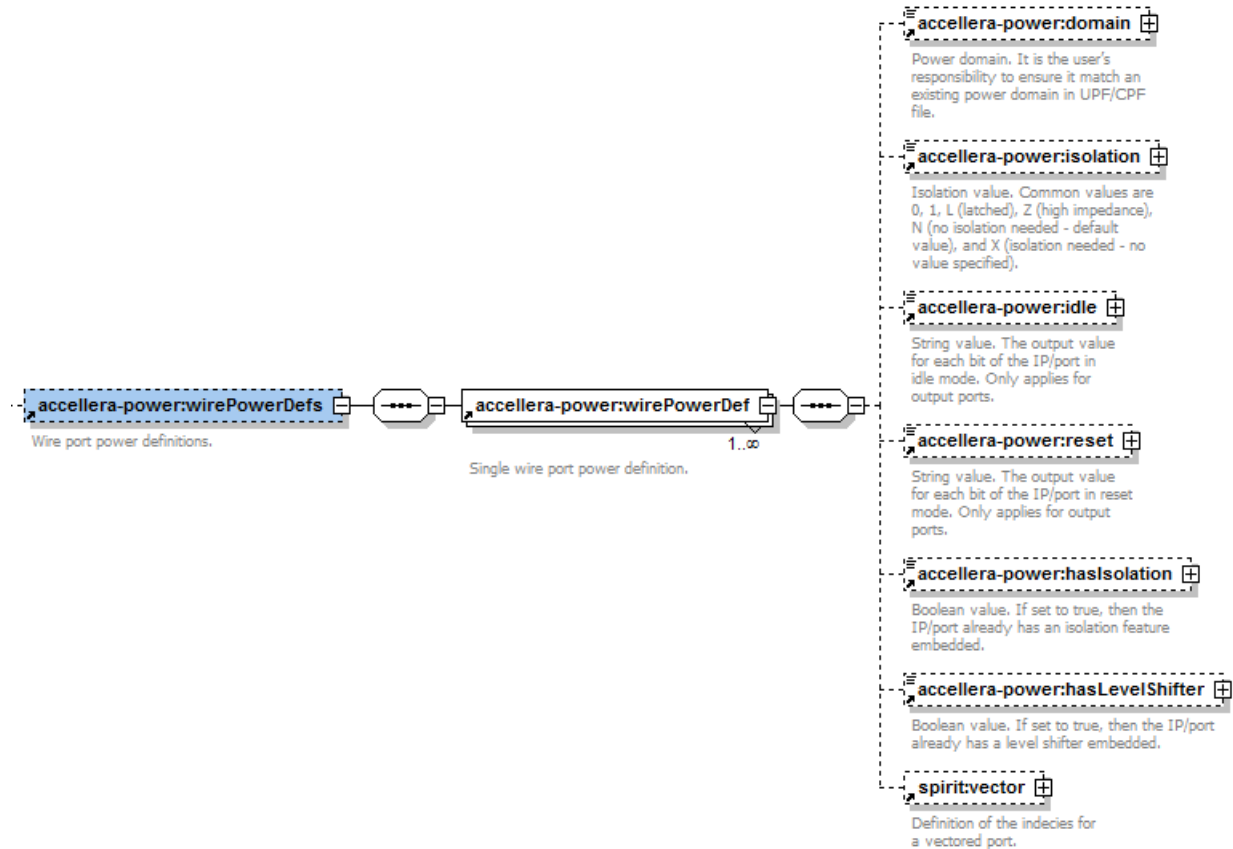 accellera-power:domain
Power domain. It is the user's
responsibility to ensure it match an
existing power domain in UPF/CPF
file.
accellera-power:isolation
Isolation value. Common values are
0, 1, L (latched), Z (high impedance),
N (no isolation needed - default
value), and X (isolation needed - no
value specified).
accellera-power:idle
String value. The output value
for each bit of the IP/port in
idle mode. Only applies for
output ports.
accellera-power:wirePowerDefs
Wire port power definitions.
accellera-power:wirePowerDef
1..∞
Single wire port power definition.
accellera-power:reset
String value. The output value
for each bit of the IP/port in reset
mode. Only applies for output
ports.
accellera-power:hasIsolation
Boolean value. If set to true, then the
IP/port already has an isolation feature
embedded.
accellera-power:hasLevelShifter
Boolean value. If set to true, then the IP/port
already has a level shifter embedded.
spirit:vector
Definition of the indecies for
a vectored port.